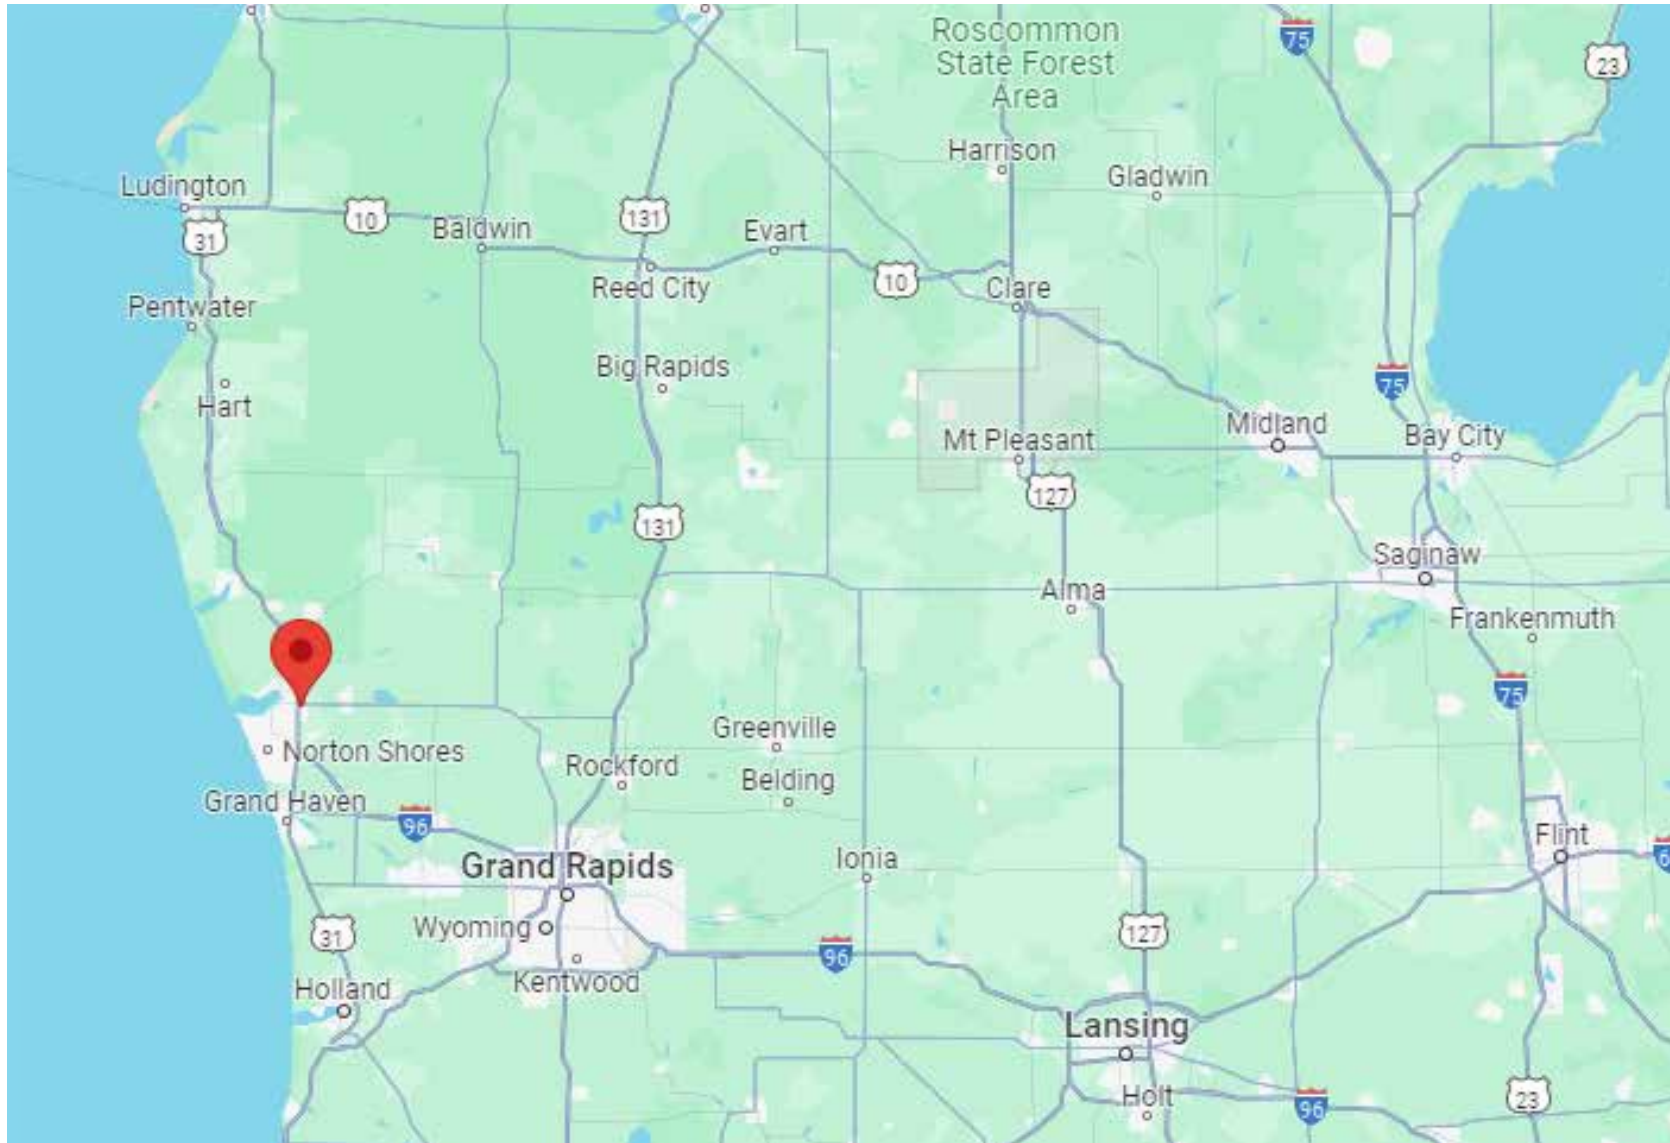 Roscommon
State Forest
Area
75
23
Harrison
Gladwin
Ludington
10
131
31
Baldwin
Evart
Reed City
10
Clare
Pentwater
Big Rapids
75
Hart
Midland
Mt Pleasant
Bay City
127
131
Saginaw
Alma
Frankenmuth
75
Greenville
Norton Shores
Rockford
Belding
Grand Haven
96
Flint
6
Grand Rapids
Ionia
Wyoming
31
127
96
Kentwood
Holland
Lansing
Holt
96
23